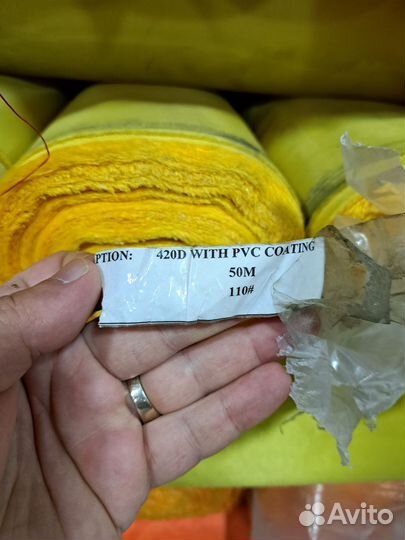 PTION: 420D WITH PVC COATING
50M
110#
Avito